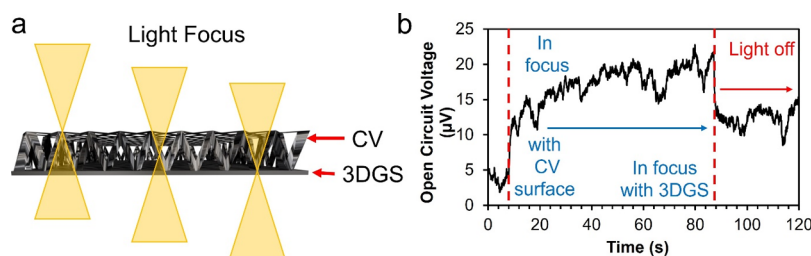 a
Light Focus
CV
3DGS
b
Open Circuit Voltage
(µV)
25
20
15
10
5
0
In
focus
with
CV
surface
In focus
with 3DGS
Light off
0
20
40
60
80
100
120
Time (s)